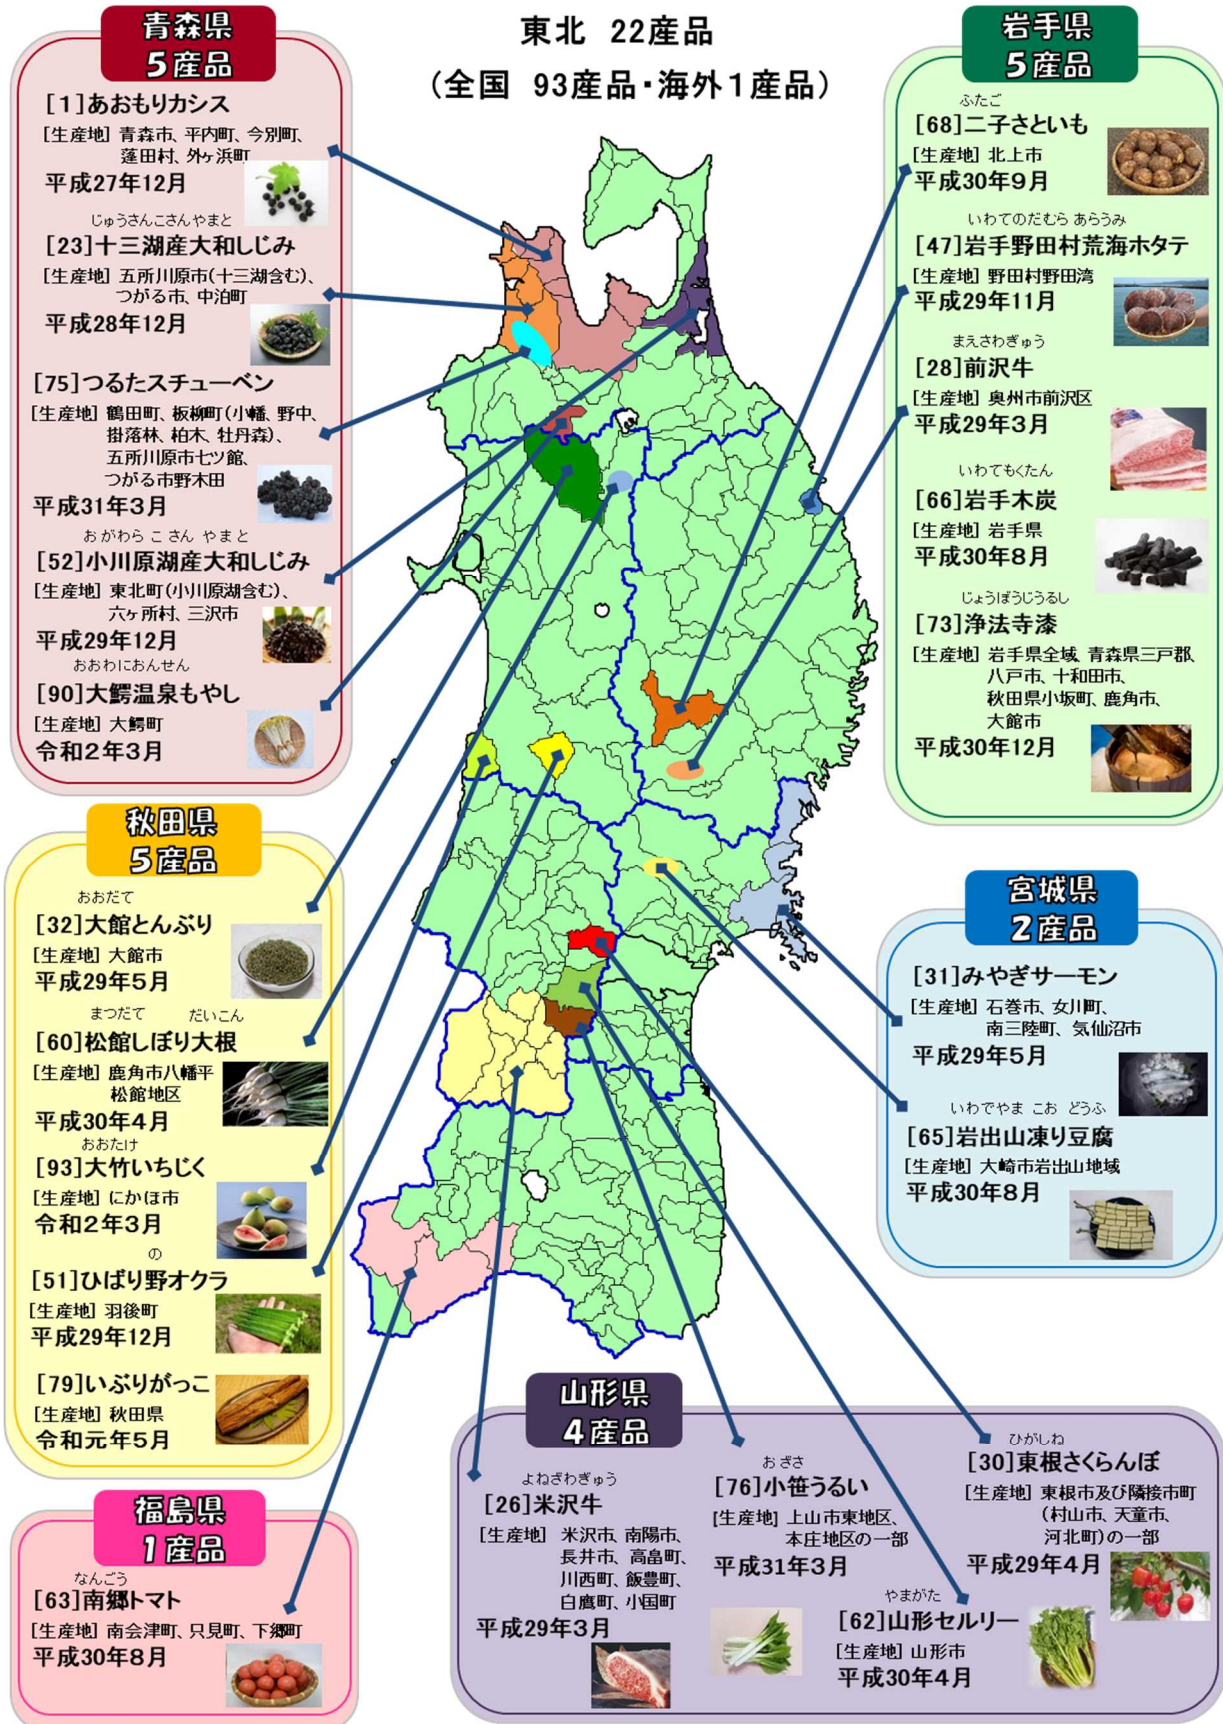 東北 22産品
(全国 93産品・海外1産品)
青森県
5産品
[1]あおもりカシス
[生産地] 青森市、平内町、今別町、
蓬田村、外ヶ浜町
平成27年12月
じゅうさんこさんやまと
[23]十三湖産大和しじみ
[生産地] 五所川原市(十三湖含む)、
つがる市、中泊町
平成28年12月
[75]つるたスチューベン
[生産地] 鶴田町、板柳町(小幡、野中、
掛落林、柏木、牡丹森)、
五所川原市七ツ館、
つがる市野木田
平成31年3月
おがわら こ さん やまと
[52]小川原湖産大和しじみ
[生産地] 東北町(小川原湖含む)、
六ヶ所村、三沢市
平成29年12月
おおわにおんせん
[90]大鰐温泉もやし
[生産地] 大鰐町
令和2年3月
岩手県
5産品
ふたご
[68]二子さといも
[生産地] 北上市
平成30年9月
いわてのだむら あらうみ
[47]岩手野田村荒海ホタテ
[生産地] 野田村野田湾
平成29年11月
まえさわぎゅう
[28]前沢牛
[生産地] 奥州市前沢区
平成29年3月
いわてもくたん
[66]岩手木炭
[生産地] 岩手県
平成30年8月
じょうぼうじうるし
[73]浄法寺漆
[生産地] 岩手県全域、青森県三戸郡、
八戸市、十和田市、
秋田県小坂町、鹿角市、
大館市
平成30年12月
秋田県
5産品
おおだて
[32]大館とんぶり
[生産地] 大館市
平成29年5月
まつだて だいこん
[60]松館しぼり大根
[生産地] 鹿角市八幡平
松館地区
平成30年4月
おおたけ
[93]大竹いちじく
[生産地] にかほ市
令和2年3月
の
[51]ひばり野オクラ
[生産地] 羽後町
平成29年12月
[79]いぶりがっこ
[生産地] 秋田県
令和元年5月
宮城県
2産品
[31]みやぎサーモン
[生産地] 石巻市、女川町、
南三陸町、気仙沼市
平成29年5月
いわでやま こお どうふ
[65]岩出山凍り豆腐
[生産地] 大崎市岩出山地域
平成30年8月
福島県
1産品
なんごう
[63]南郷トマト
[生産地] 南会津町、只見町、下郷町
平成30年8月
山形県
4産品
よねざわぎゅう
[26]米沢牛
[生産地] 米沢市、南陽市、
長井市、高畠町、
川西町、飯豊町、
白鷹町、小国町
平成29年3月
おざさ
[76]小笹うるい
[生産地] 上山市東地区、
本庄地区の一部
平成31年3月
ひがしね
[30]東根さくらんぼ
[生産地] 東根市及び隣接市町
(村山市、天童市、
河北町)の一部
平成29年4月
やまがた
[62]山形セルリー
[生産地] 山形市
平成30年4月